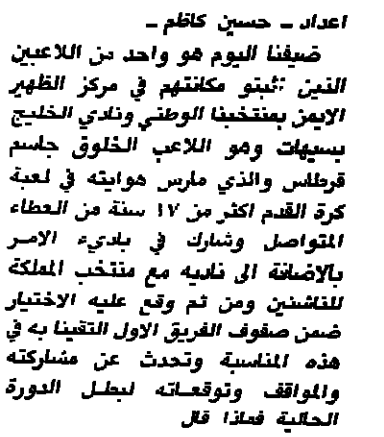 اعداد ـ حسين كاظم ـ
ضيفنا اليوم هو واحد من اللاعبين
الذين اثبتو مكانتهم في مركز الظهير
الايمن بمنتخبنا الوطني ونادي الخليج
بسيهات وهو اللاعب الخلوق جاسم
قرطاس والذي مارس هوايته في لعبة
كرة القدم اكثر من ١٧ سنة من العطاء
المتواصل وشارك في باديء الامر
بالاضافة الى ناديه مع منتخب المملكة
للناشئين ومن ثم وقع عليه الاختيار
ضمن صفوف الفريق الاول التقينا به في
هذه المناسبة وتحدث عن مشاركته
والمواقف وتوقعاته لبطل الدورة
الحالية فماذا قال